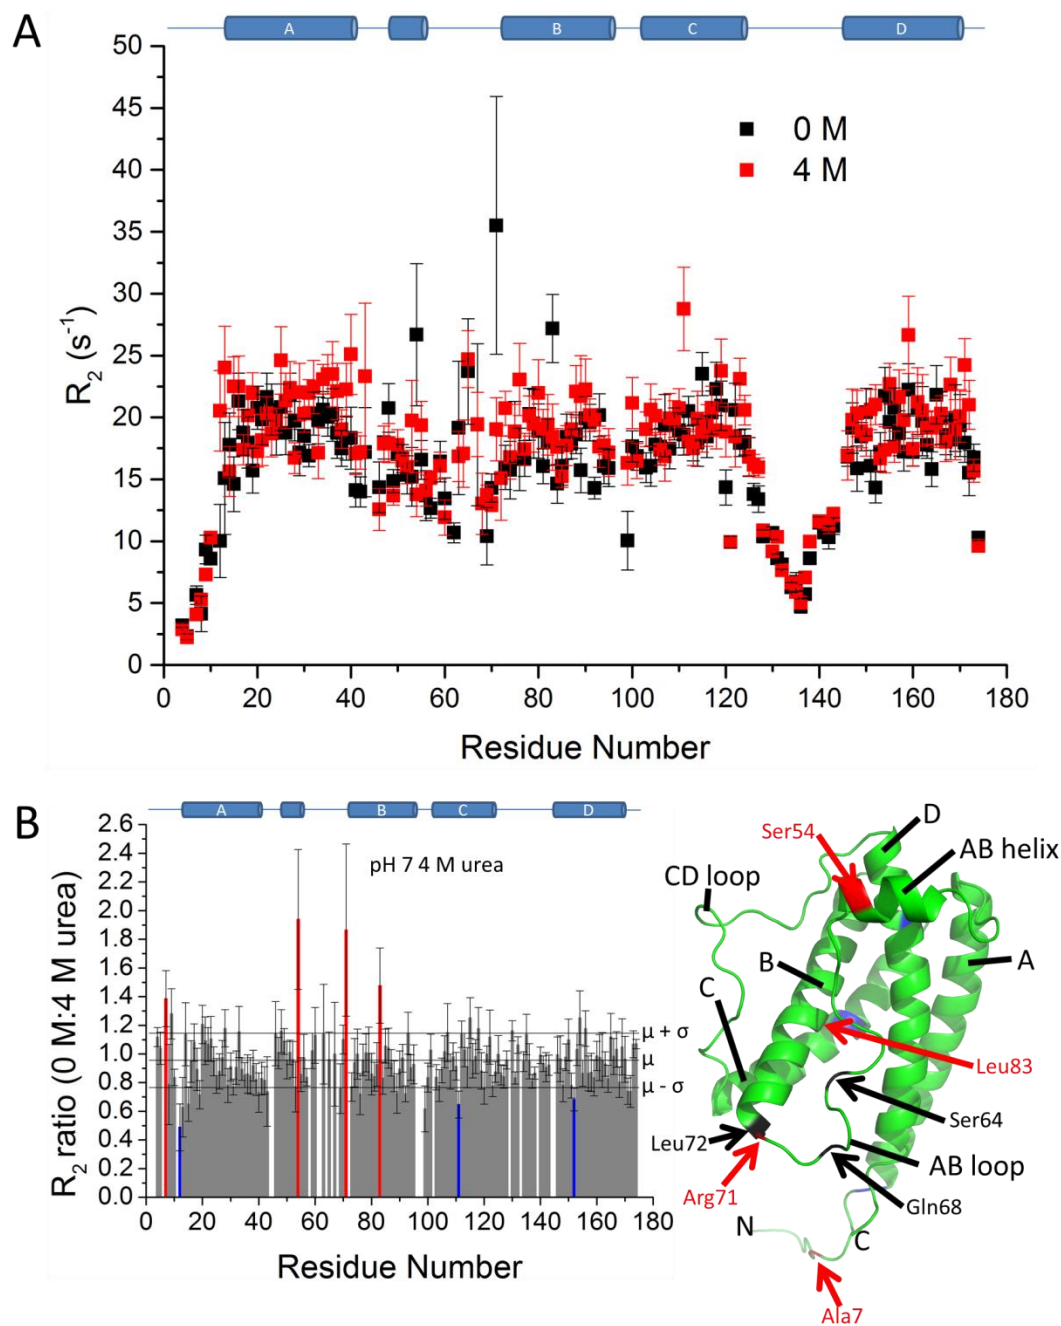 A
A B C D
50
45
40
35
30
25
20
15
10
5
0
R2 (s-1)
0 M
4 M
0 20 40 60 80 100 120 140 160 180
Residue Number
B
A B C D
2.6
2.4
2.2
2.0
1.8
1.6
1.4
1.2
1.0
0.8
0.6
0.4
0.2
0.0
R2 ratio (0 M:4 M urea)
pH 7 4 M urea
μ + σ
μ
μ - σ
0 20 40 60 80 100 120 140 160 180
Residue Number
Ser54
D
AB helix
CD loop
A
B
C
Leu83
Ser64
Leu72
AB loop
Arg71
Gln68
N
C
Ala7